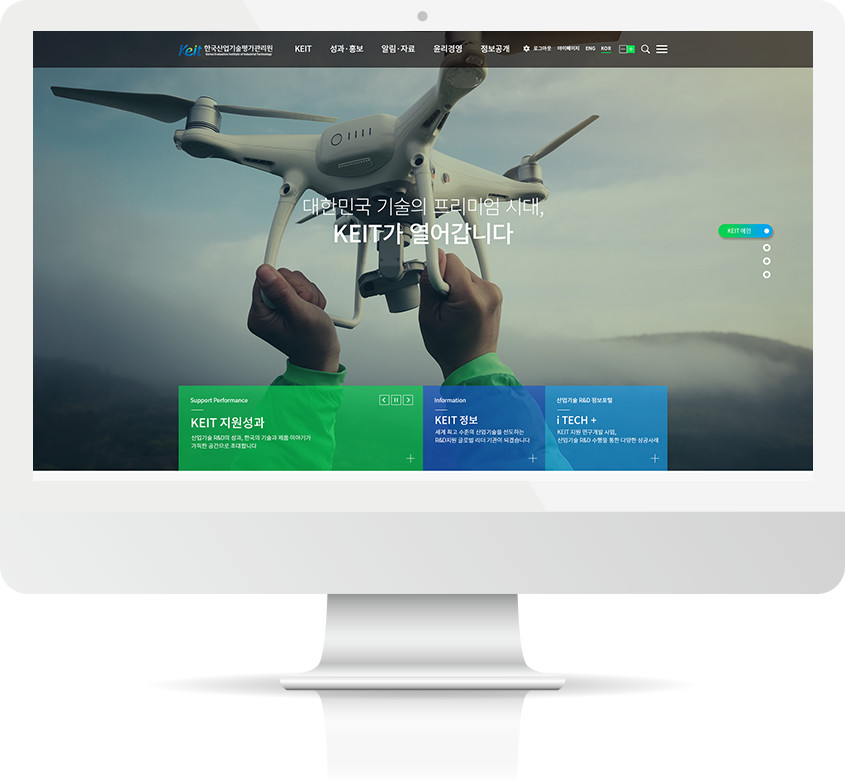 Keit 한국산업기술평가관리원
Korea Evaluation Institute of Industrial Technology
KEIT 성과·홍보 알림·자료 윤리경영 정보공개 로그아웃 마이페이지 ENG KOR
대한민국 기술의 프리미엄 시대,
KEIT가 열어갑니다
KEIT 메인
Support Performance
KEIT 지원성과
산업기술 R&D의 성과, 한국의 기술과 제품 이야기가
가득한 공간으로 초대합니다
Information
KEIT 정보
세계 최고 수준의 산업기술을 선도하는
R&D지원 글로벌 리더 기관이 되겠습니다
산업기술 R&D 정보포털
i TECH +
KEIT 지원 연구개발 사업,
산업기술 R&D 수행을 통한 다양한 성공사례